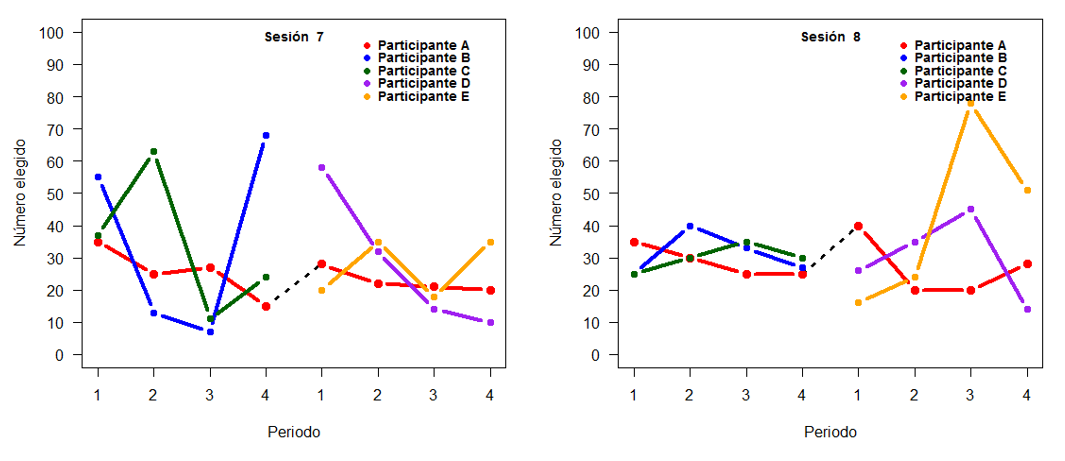 Sesión 7
Participante A
Participante B
Participante C
Participante D
Participante E
100
90
80
70
60
50
40
30
20
10
0
Número elegido
1 2 3 4 1 2 3 4
Periodo
Sesión 8
Participante A
Participante B
Participante C
Participante D
Participante E
100
90
80
70
60
50
40
30
20
10
0
Número elegido
1 2 3 4 1 2 3 4
Periodo